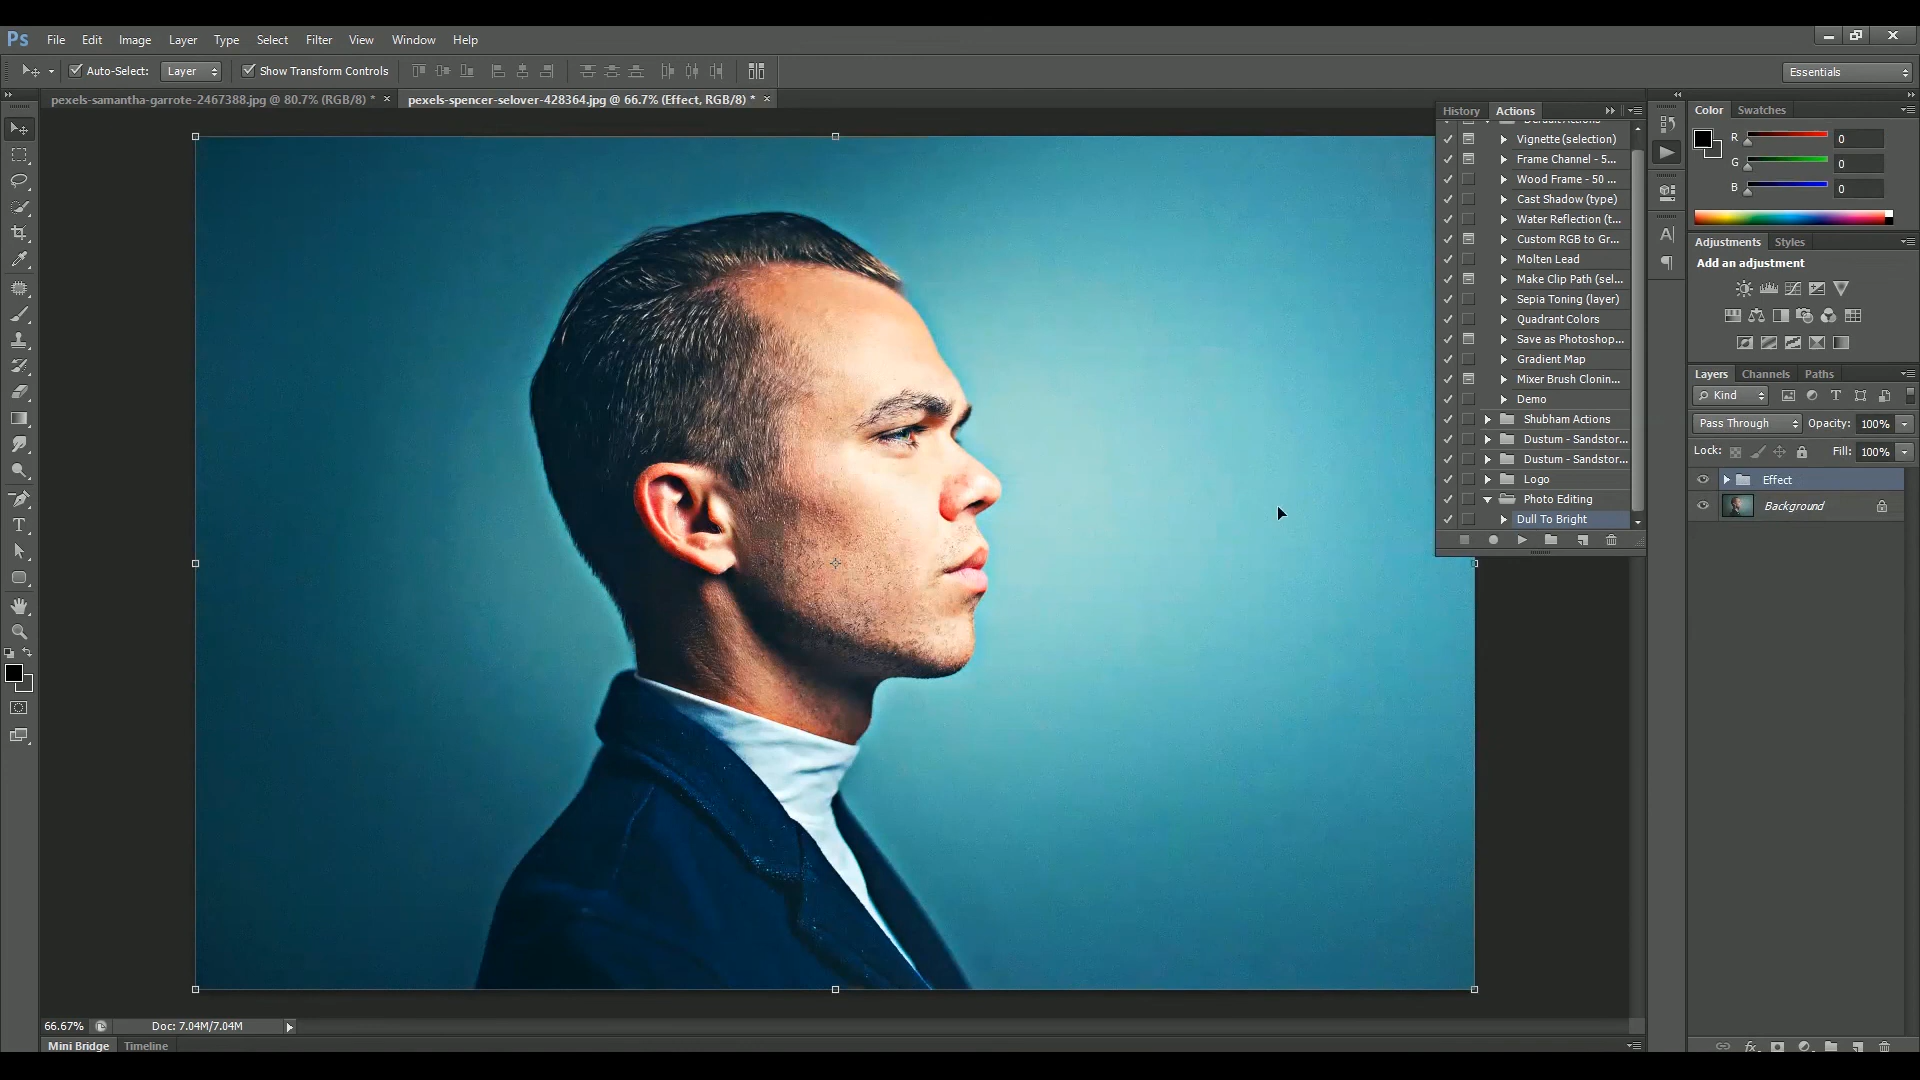 Ps File Edit Image Layer Type Select Filter View Window Help
Auto-Select: Layer Show Transform Controls Essentials
pexels-samantha-garrote-2467388.jpg @ 80.7% (RGB/8) * × pexels-spencer-selover-428364.jpg @ 66.7% (Effect, RGB/8) * ×
History Actions
Default Actions
Vignette (selection)
Frame Channel - 5...
Wood Frame - 50 ...
Cast Shadow (type)
Water Reflection (t...
Custom RGB to Gr...
Molten Lead
Make Clip Path (sel...
Sepia Toning (layer)
Quadrant Colors
Save as Photoshop...
Gradient Map
Mixer Brush Clonin...
Demo
Shubham Actions
Dustum - Sandstor...
Dustum - Sandstor...
Logo
Photo Editing
Dull To Bright
Color Swatches
R 0
G 0
B 0
Adjustments Styles
Add an adjustment
Layers Channels Paths
Kind
Pass Through Opacity: 100%
Lock: Fill: 100%
Effect
Background
66.67% Doc: 7.04M/7.04M
Mini Bridge Timeline